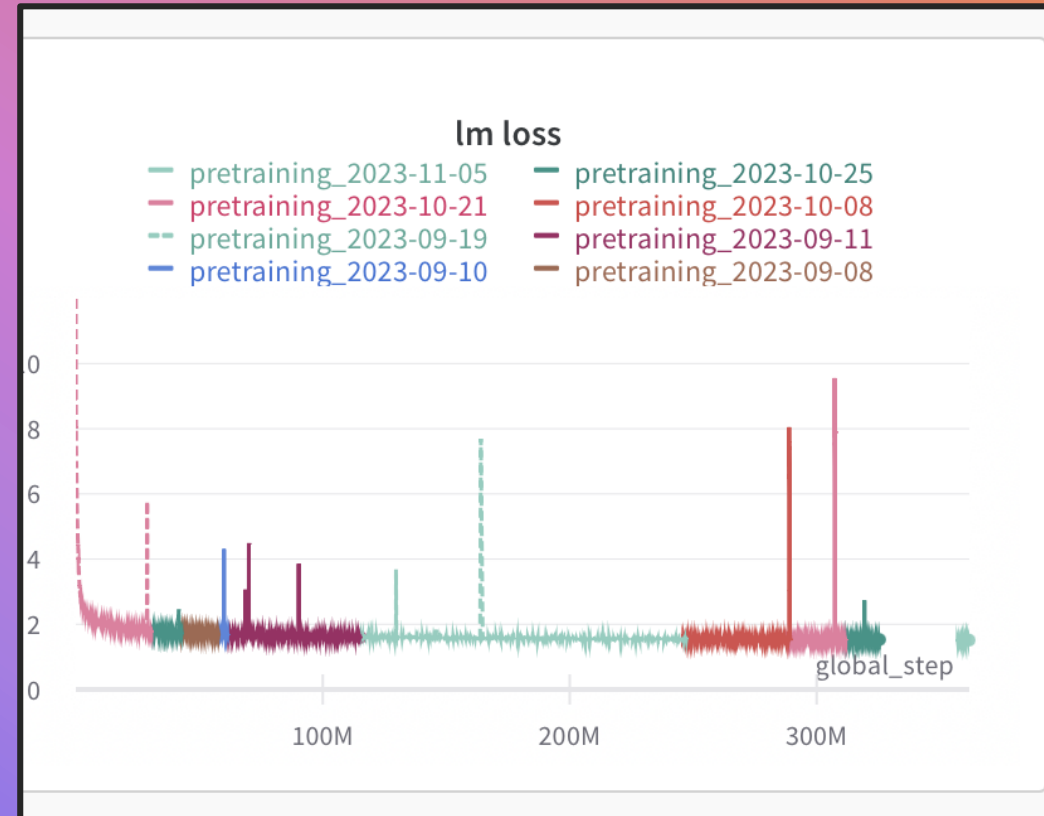 lm loss
pretraining_2023-11-05 pretraining_2023-10-25
pretraining_2023-10-21 pretraining_2023-10-08
pretraining_2023-09-19 pretraining_2023-09-11
pretraining_2023-09-10 pretraining_2023-09-08
0
8
6
4
2
global_step
0
100M 200M 300M